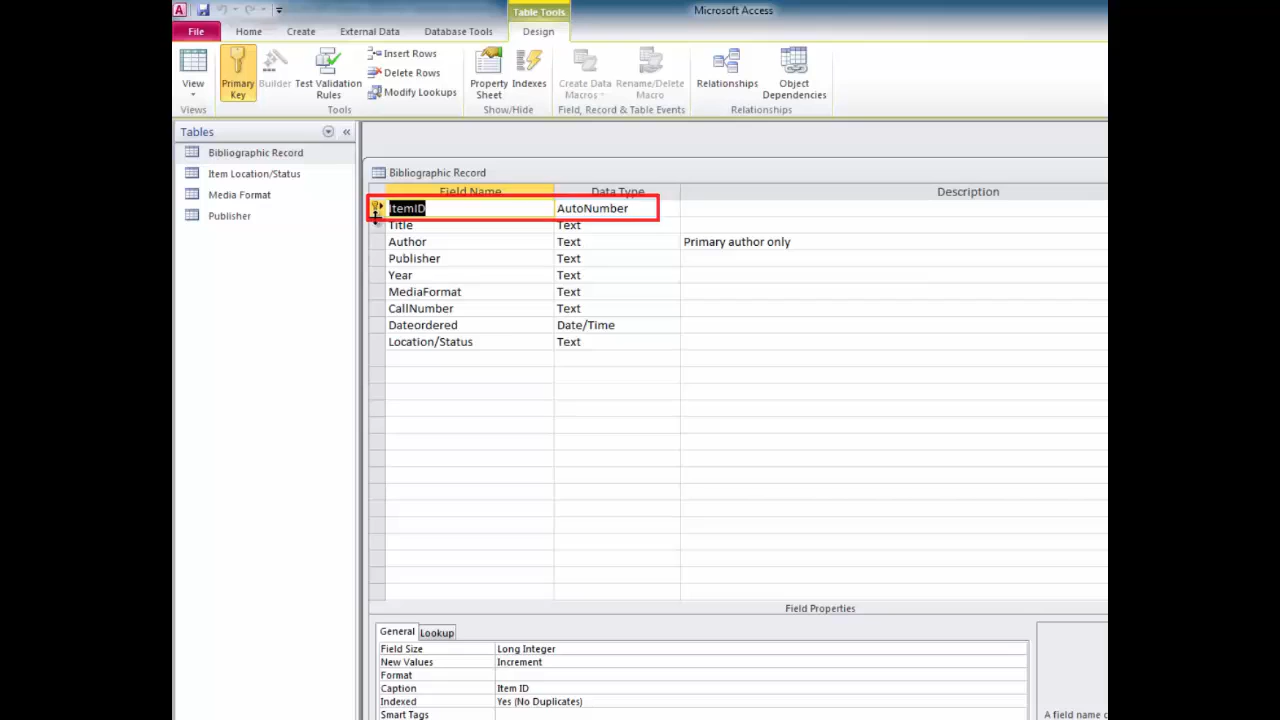 A
Table Tools
Microsoft Access
File Home Create External Data Database Tools Design
View
Primary Key
Builder
Test Validation Rules
Insert Rows
Delete Rows
Modify Lookups
Property Sheet
Indexes
Create Data Macros
Rename/Delete Macro
Relationships
Object Dependencies
Views Tools Show/Hide Field, Record & Table Events Relationships
Tables «
Bibliographic Record
Item Location/Status
Media Format
Publisher
Bibliographic Record
Field Name Data Type Description
ItemID AutoNumber
Title Text
Author Text Primary author only
Publisher Text
Year Text
MediaFormat Text
CallNumber Text
Dateordered Date/Time
Location/Status Text
Field Properties
General Lookup
Field Size Long Integer
New Values Increment
Format
Caption Item ID
Indexed Yes (No Duplicates)
Smart Tags
A field name c